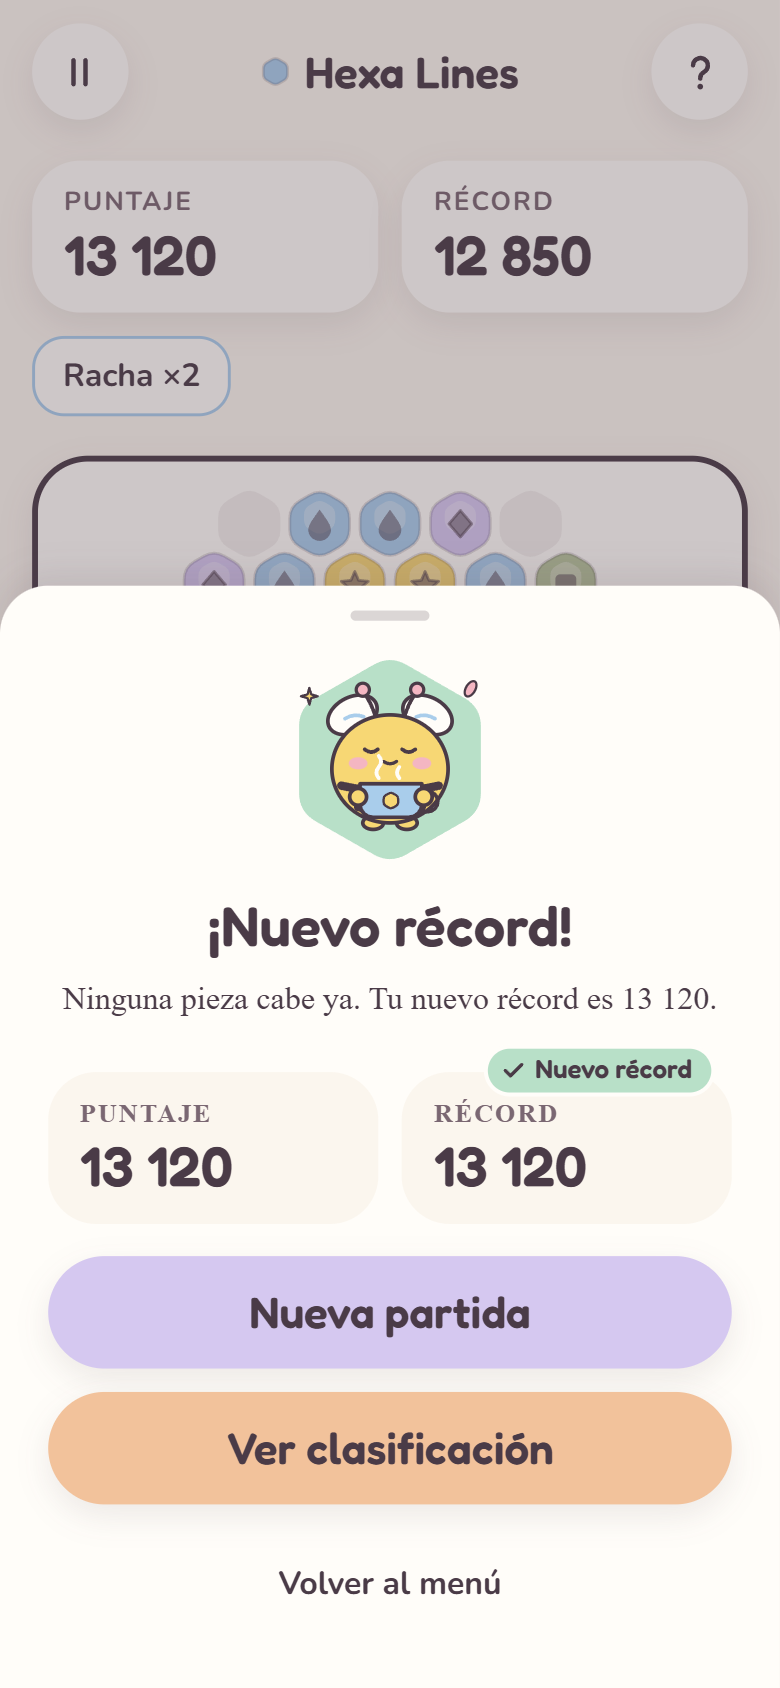 Hexa Lines
?
PUNTAJE
13 120
RÉCORD
12 850
Racha ×2
¡Nuevo récord!
Ninguna pieza cabe ya. Tu nuevo récord es 13 120.
Nuevo récord
PUNTAJE
13 120
RÉCORD
13 120
Nueva partida
Ver clasificación
Volver al menú